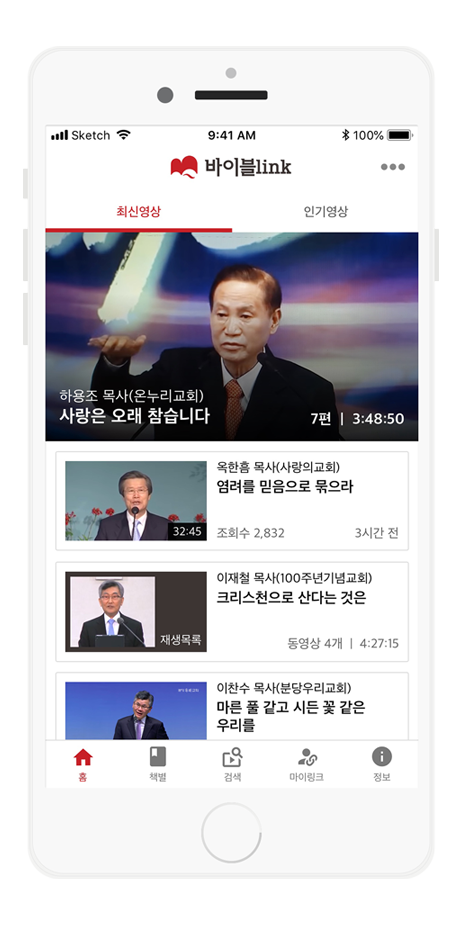 Sketch 9:41 AM 100%
바이블link
최신영상 인기영상
하용조 목사(온누리교회)
사랑은 오래 참습니다 7편 | 3:48:50
옥한흠 목사(사랑의교회)
염려를 믿음으로 묶으라
32:45 조회수 2,832 3시간 전
이재철 목사(100주년기념교회)
크리스천으로 산다는 것은
재생목록 동영상 4개 | 4:27:15
이찬수 목사(분당우리교회)
마른 풀 같고 시든 꽃 같은
우리를
홈 책별 검색 마이링크 정보